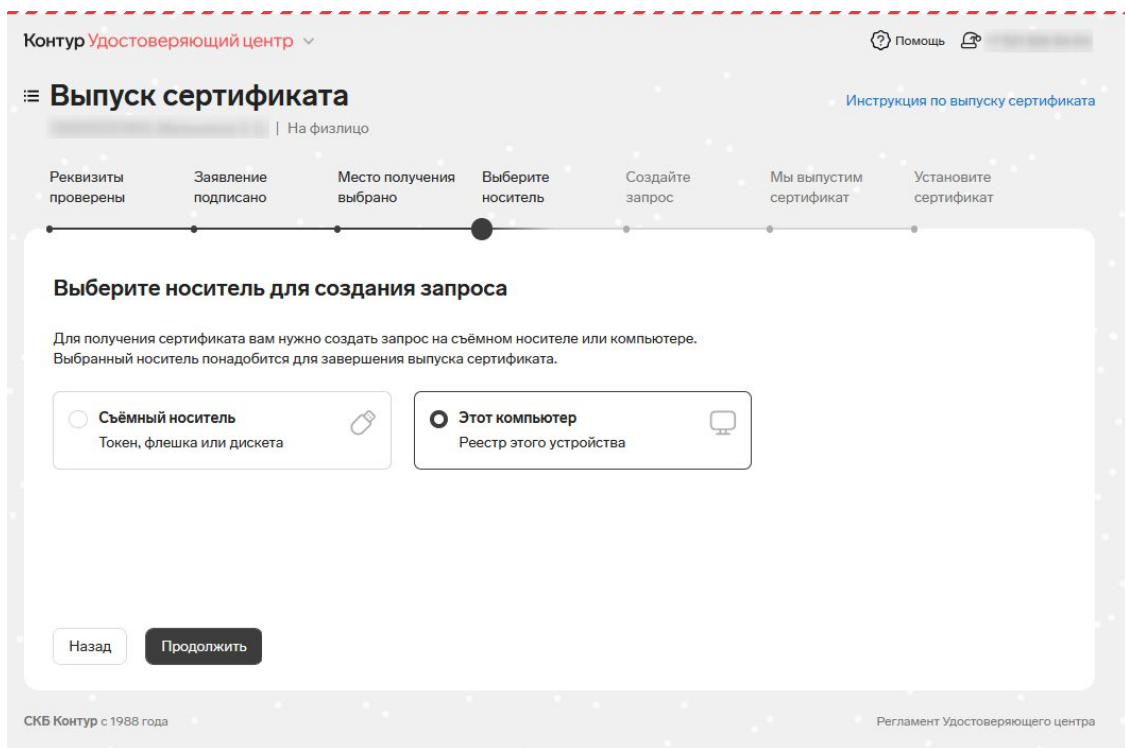 Контур Удостоверяющий центр
Помощь
Выпуск сертификата
Инструкция по выпуску сертификата
| На физлицо
Реквизиты проверены
Заявление подписано
Место получения выбрано
Выберите носитель
Создайте запрос
Мы выпустим сертификат
Установите сертификат
Выберите носитель для создания запроса
Для получения сертификата вам нужно создать запрос на съёмном носителе или компьютере.
Выбранный носитель понадобится для завершения выпуска сертификата.
Съёмный носитель
Токен, флешка или дискета
Этот компьютер
Реестр этого устройства
Назад
Продолжить
СКБ Контур с 1988 года
Регламент Удостоверяющего центра